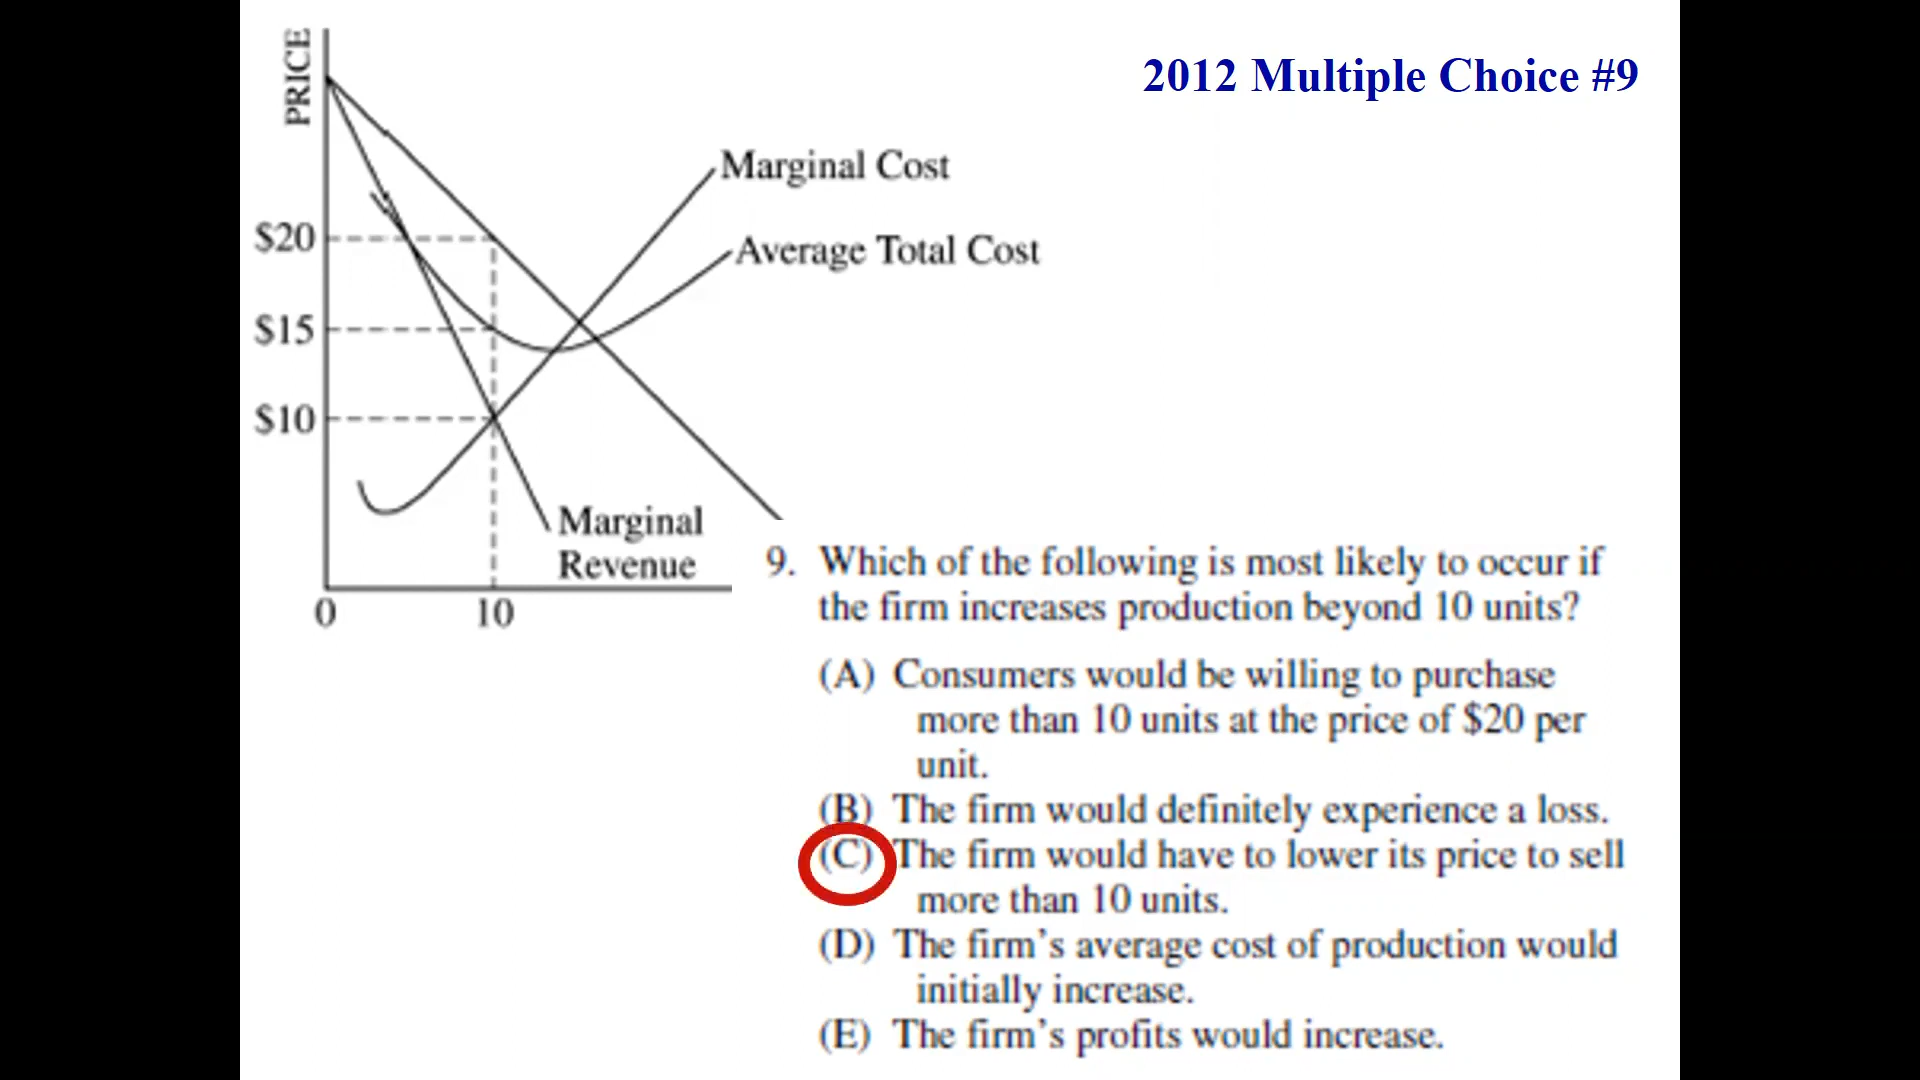 PRICE
2012 Multiple Choice #9
Marginal Cost
$20
Average Total Cost
$15
$10
Marginal
Revenue
0
10
9. Which of the following is most likely to occur if
the firm increases production beyond 10 units?
(A) Consumers would be willing to purchase
more than 10 units at the price of $20 per
unit.
(B) The firm would definitely experience a loss.
(C) The firm would have to lower its price to sell
more than 10 units.
(D) The firm’s average cost of production would
initially increase.
(E) The firm’s profits would increase.